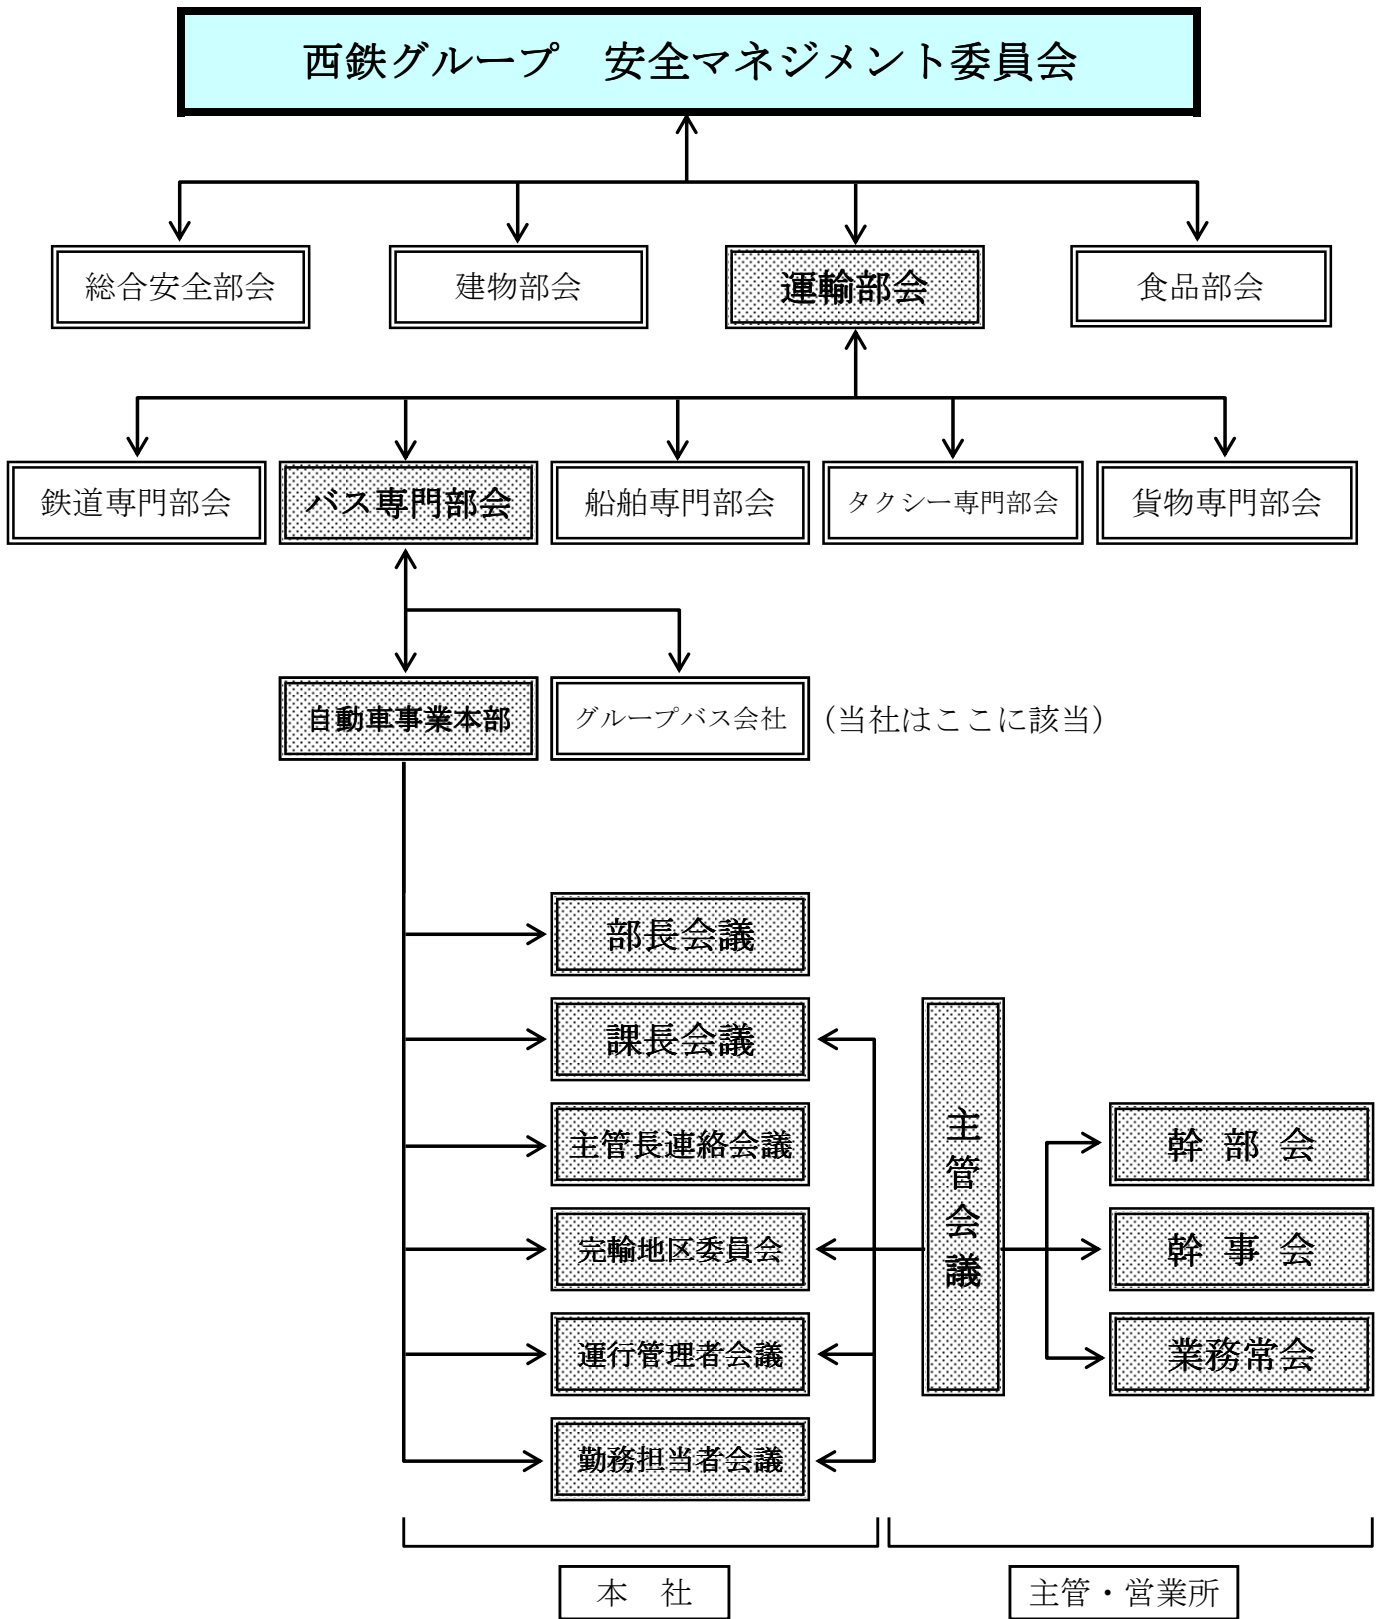 西鉄グループ　安全マネジメント委員会
総合安全部会
建物部会
運輸部会
食品部会
鉄道専門部会
バス専門部会
船舶専門部会
タクシー専門部会
貨物専門部会
自動車事業本部
グループバス会社
（当社はここに該当）
部長会議
課長会議
主管長連絡会議
完輸地区委員会
運行管理者会議
勤務担当者会議
主管会議
幹 部 会
幹 事 会
業務常会
本　社
主管・営業所